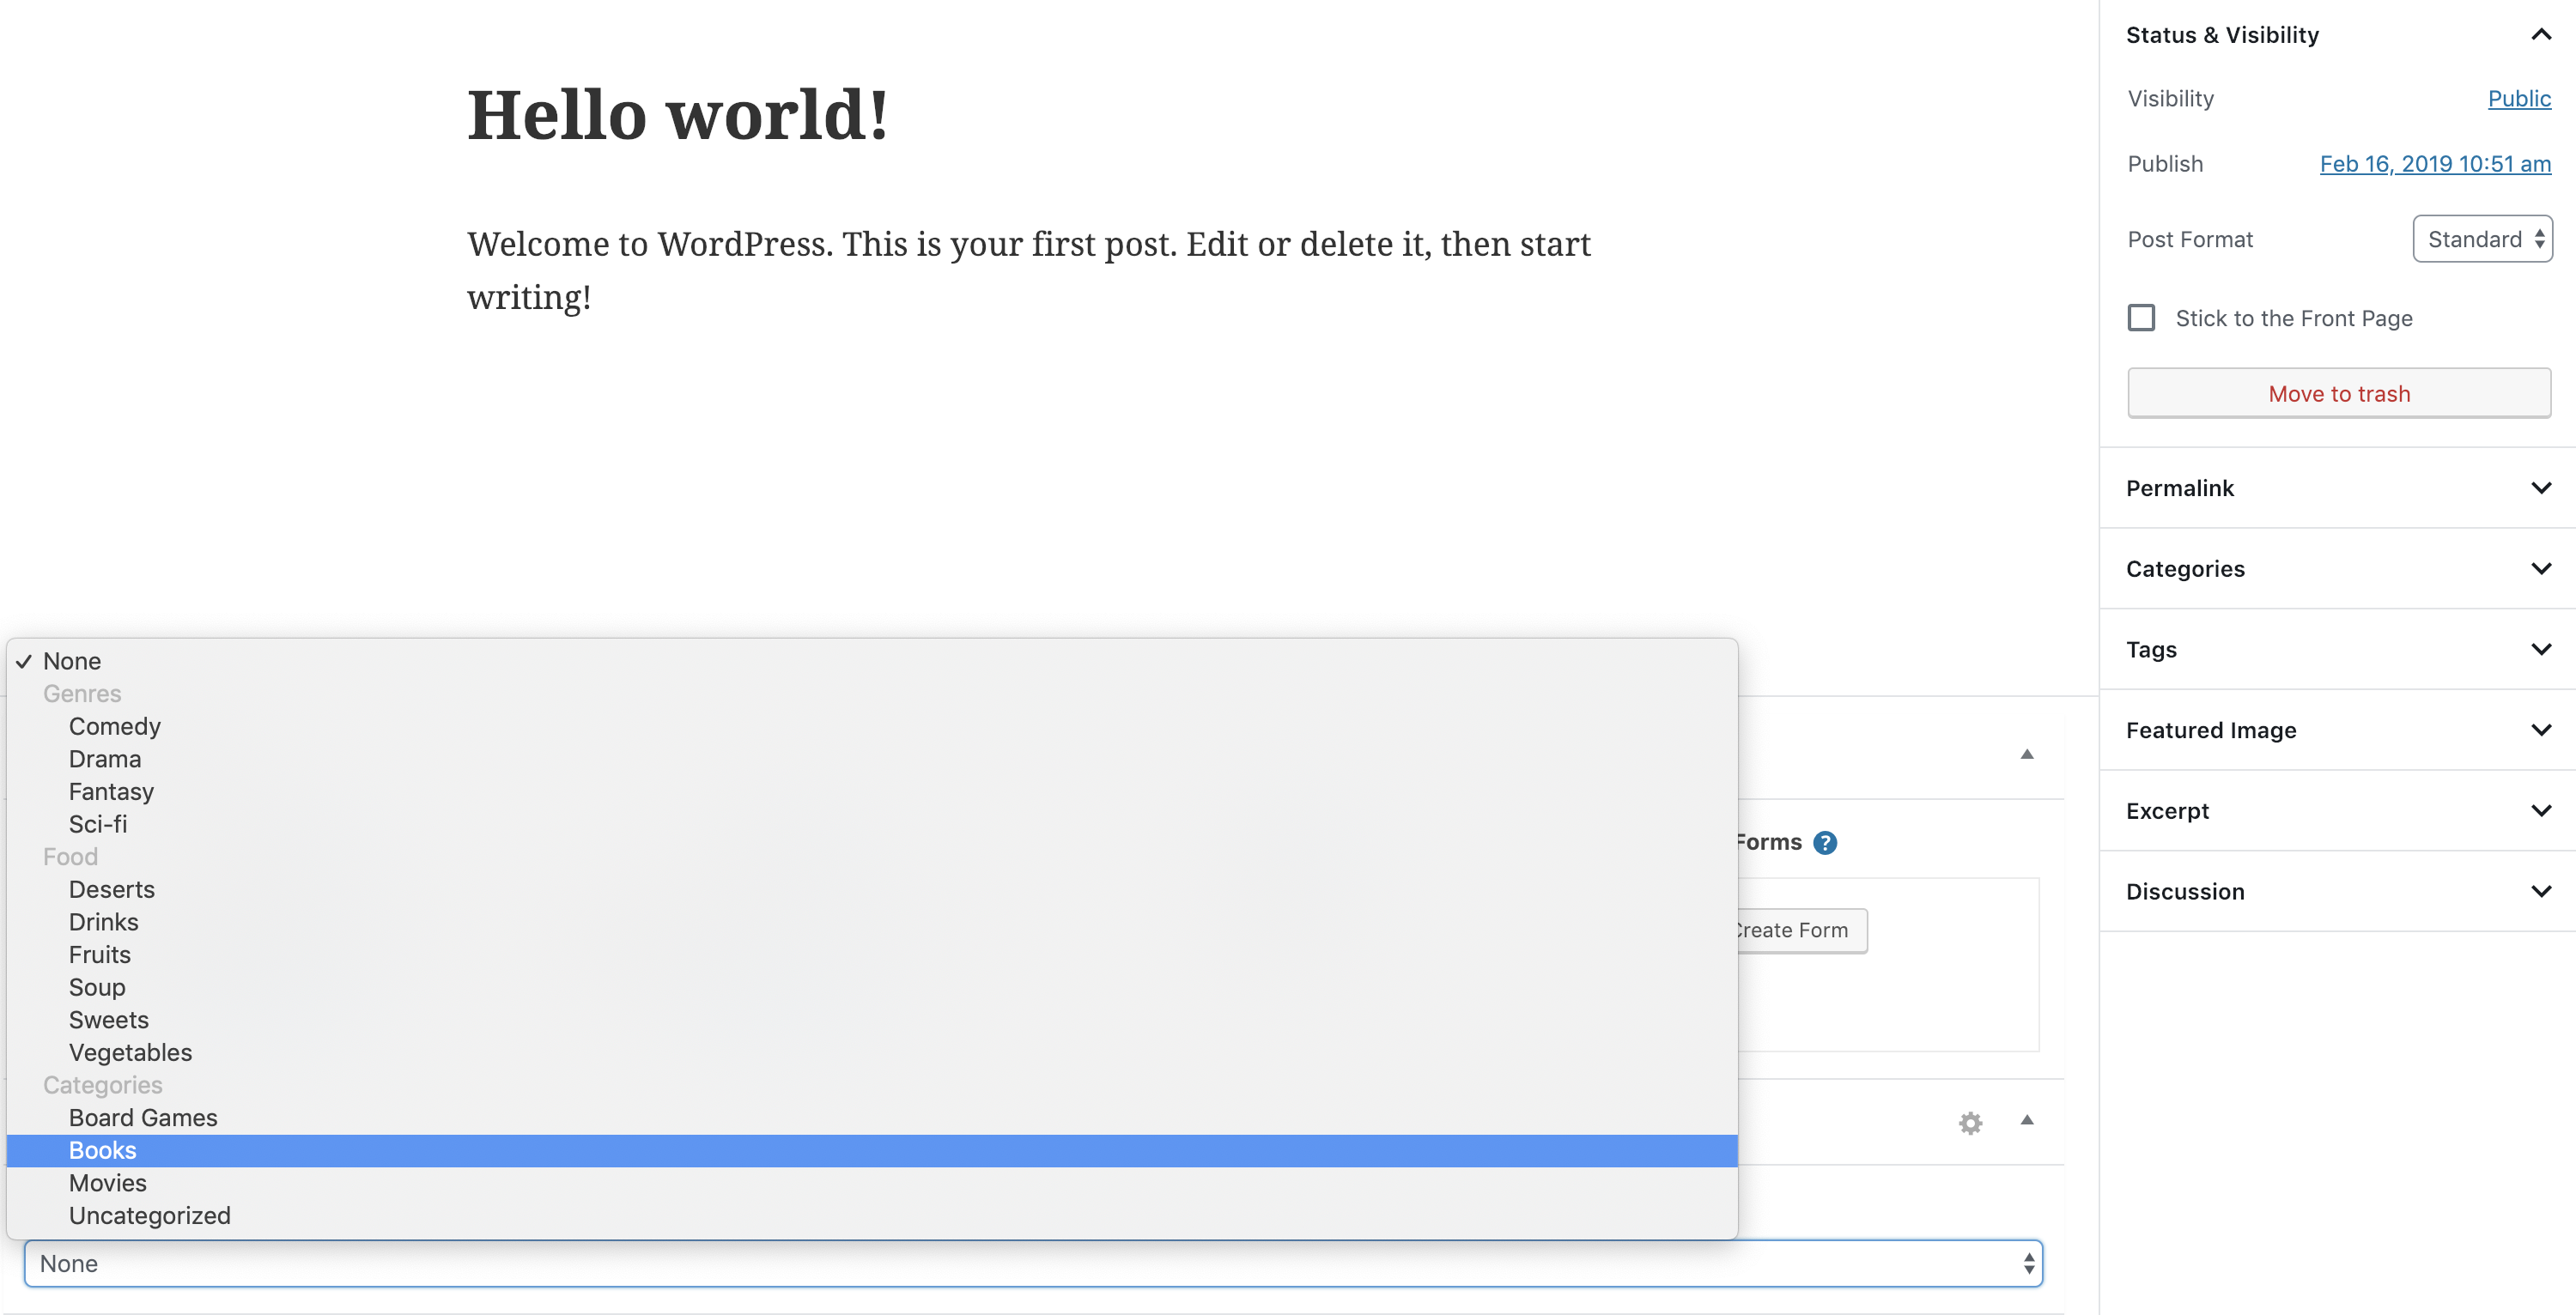 Hello world!
Welcome to WordPress. This is your first post. Edit or delete it, then start
writing!
✓ None
Genres
Comedy
Drama
Fantasy
Sci-fi
Food
Deserts
Drinks
Fruits
Soup
Sweets
Vegetables
Categories
Board Games
Books
Movies
Uncategorized
None
Forms ?
Create Form
Status & Visibility
Visibility Public
Publish Feb 16, 2019 10:51 am
Post Format Standard
Stick to the Front Page
Move to trash
Permalink
Categories
Tags
Featured Image
Excerpt
Discussion